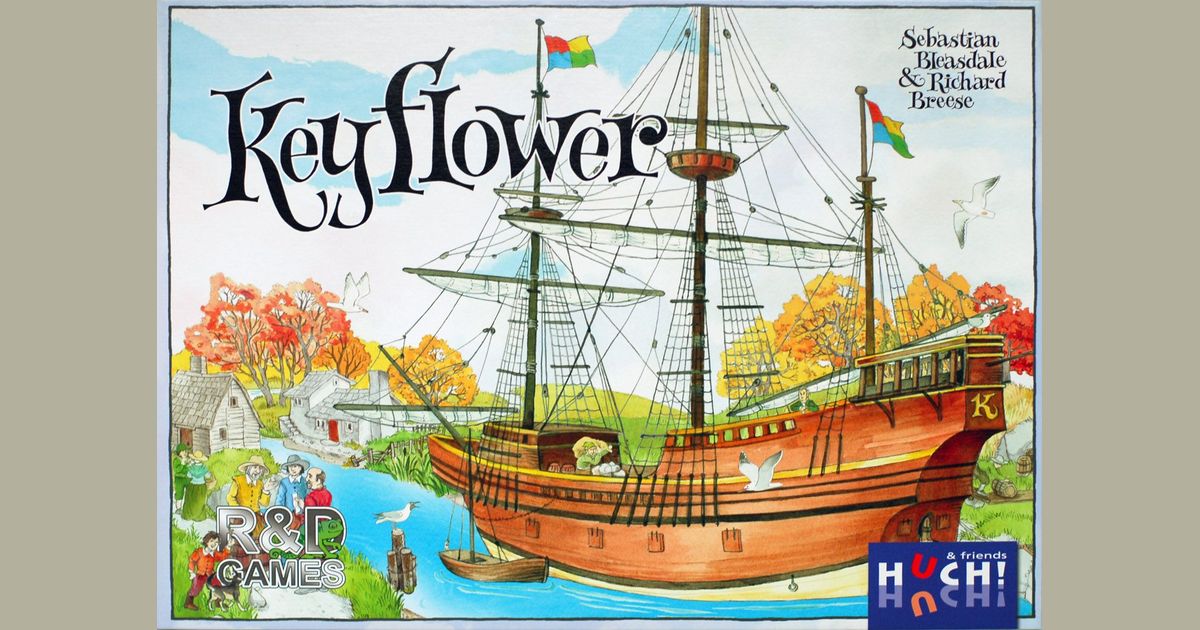 Keyflower
Sebastian
Bleasdale
& Richard
Breese
K
R&D
GAMES
& friends
HUCH!